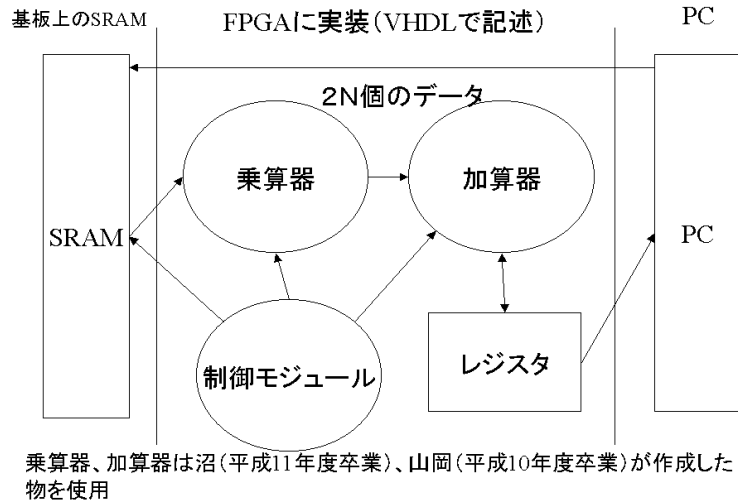 基板上のSRAM
FPGAに実装(VHDLで記述)
PC
2N個のデータ
乗算器
加算器
SRAM
PC
制御モジュール
レジスタ
乗算器、加算器は沼(平成11年度卒業)、山岡(平成10年度卒業)が作成した
物を使用